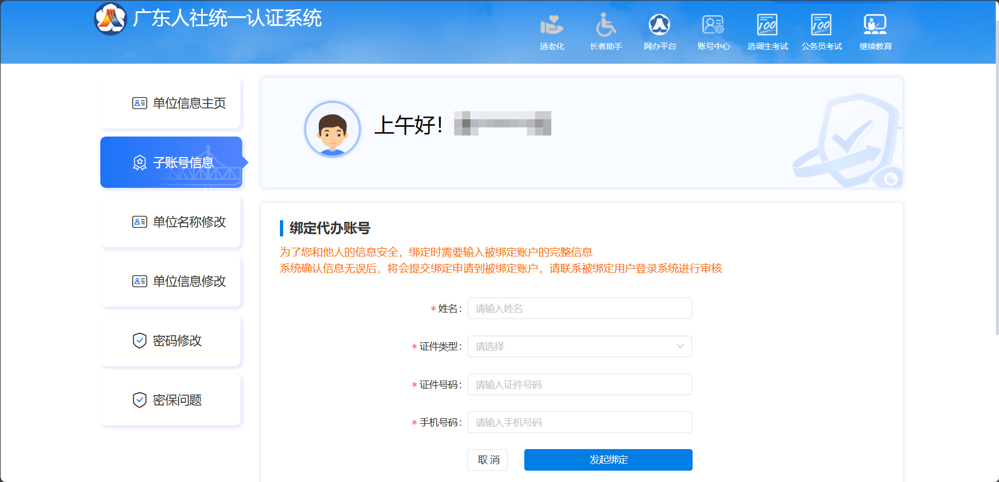 广东人社统一认证系统
适老化
长者助手
网办平台
账号中心
选调生考试
公务员考试
继续教育
单位信息主页
子账号信息
单位名称修改
单位信息修改
密码修改
密保问题
上午好！
绑定代办账号
为了您和他人的信息安全，绑定时需要输入被绑定账户的完整信息
系统确认信息无误后，将会提交绑定申请到被绑定账户，请联系被绑定用户登录系统进行审核
* 姓名： 请输入姓名
* 证件类型： 请选择
* 证件号码： 请输入证件号码
* 手机号码： 请输入手机号码
取 消
发起绑定